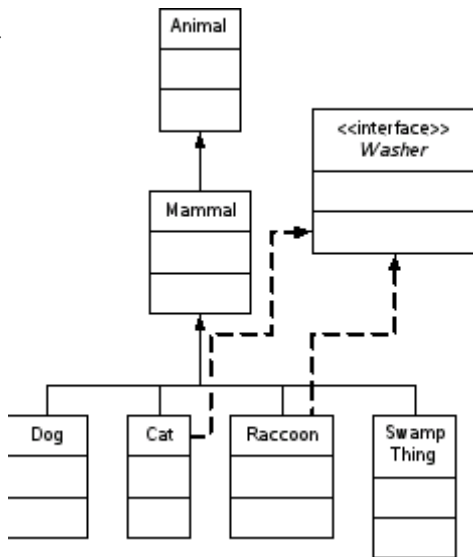 Animal
<<interface>>
Washer
Mammal
Dog
Cat
Raccoon
Swamp
Thing